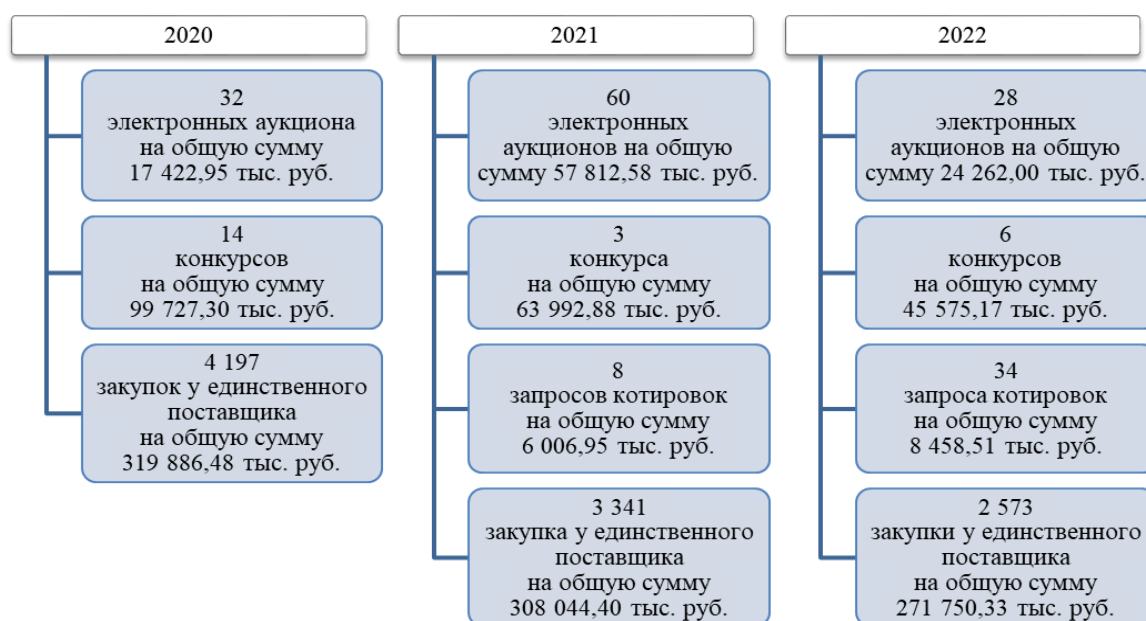 2020
32
электронных аукциона
на общую сумму
17 422,95 тыс. руб.
14
конкурсов
на общую сумму
99 727,30 тыс. руб.
4 197
закупок у единственного
поставщика
на общую сумму
319 886,48 тыс. руб.
2021
60
электронных
аукционов на общую
сумму 57 812,58 тыс. руб.
3
конкурса
на общую сумму
63 992,88 тыс. руб.
8
запросов котировок
на общую сумму
6 006,95 тыс. руб.
3 341
закупка у единственного
поставщика
на общую сумму
308 044,40 тыс. руб.
2022
28
электронных
аукционов на общую
сумму 24 262,00 тыс. руб.
6
конкурсов
на общую сумму
45 575,17 тыс. руб.
34
запроса котировок
на общую сумму
8 458,51 тыс. руб.
2 573
закупки у единственного
поставщика
на общую сумму
271 750,33 тыс. руб.